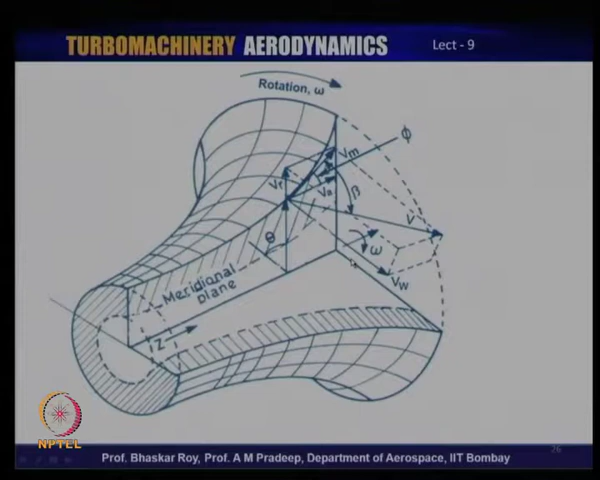 TURBOMACHINERY AERODYNAMICS
Lect - 9
Rotation, ω
ϕ
Vm
Vr
Va
β
V
θ
ω
Vw
Meridional
plane
Z
NPTEL
Prof. Bhaskar Roy, Prof. A M Pradeep, Department of Aerospace, IIT Bombay
26